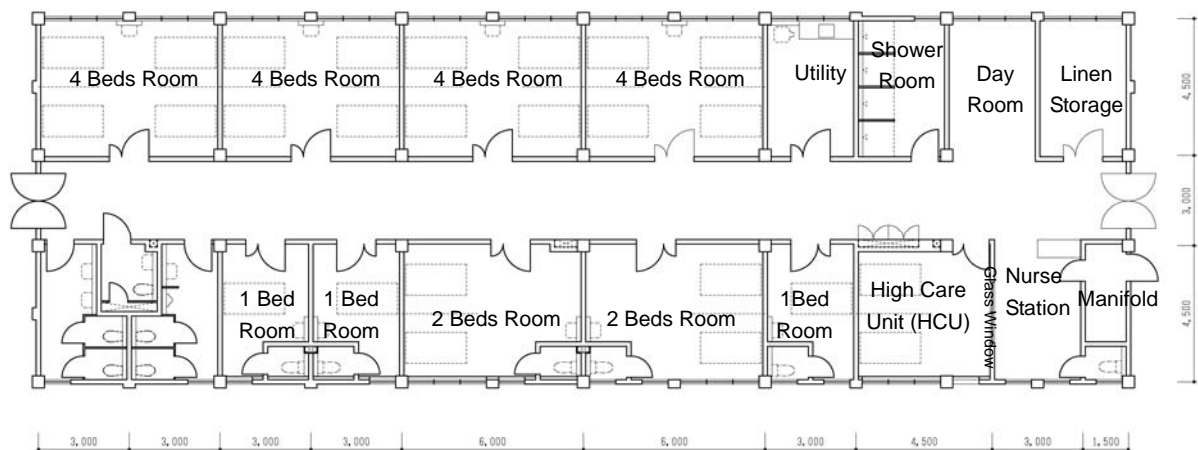 4 Beds Room
4 Beds Room
4 Beds Room
4 Beds Room
Utility
Shower
Room
Day
Room
Linen
Storage
4,500
3,000
4,500
1 Bed
Room
1 Bed
Room
2 Beds Room
2 Beds Room
1Bed
Room
High Care
Unit (HCU)
Glass Window
Nurse
Station
Manifold
3,000
3,000
3,000
3,000
6,000
6,000
3,000
4,500
3,000
1,500